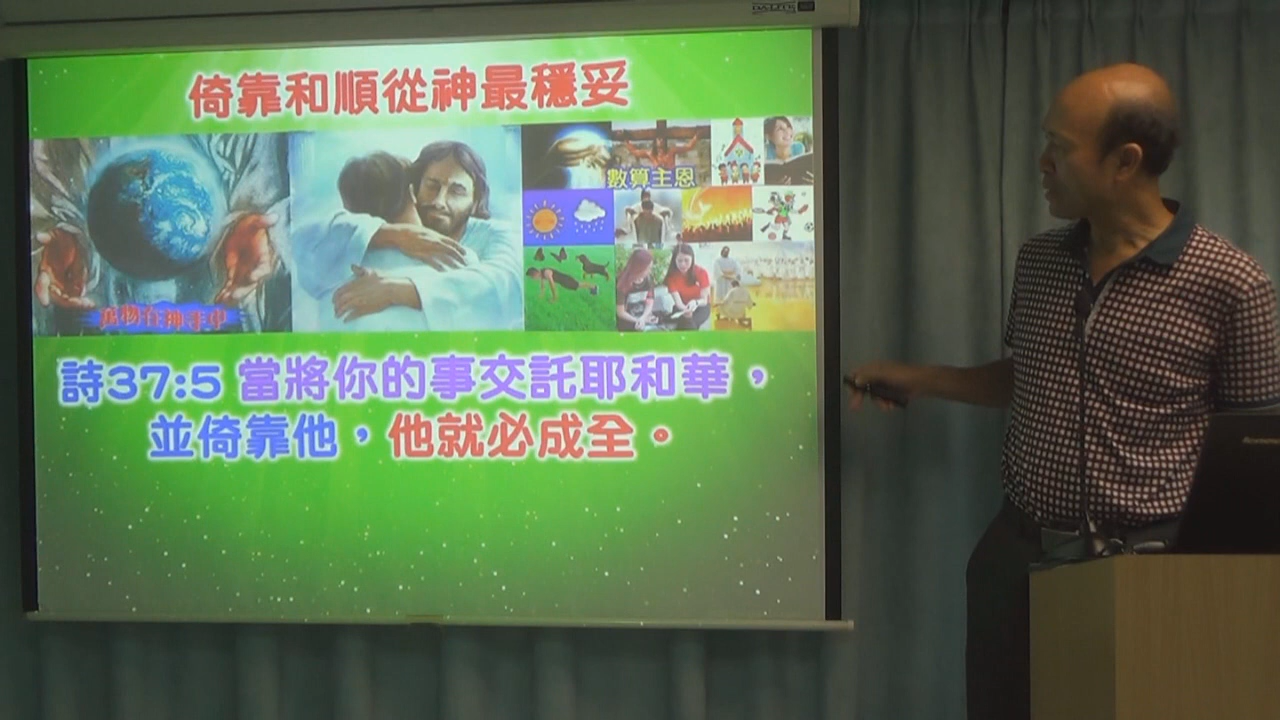 倚靠和順從神最穩妥
數算主恩
萬物在神手中
詩37:5 當將你的事交託耶和華，
並倚靠他，他就必成全。
lenovo